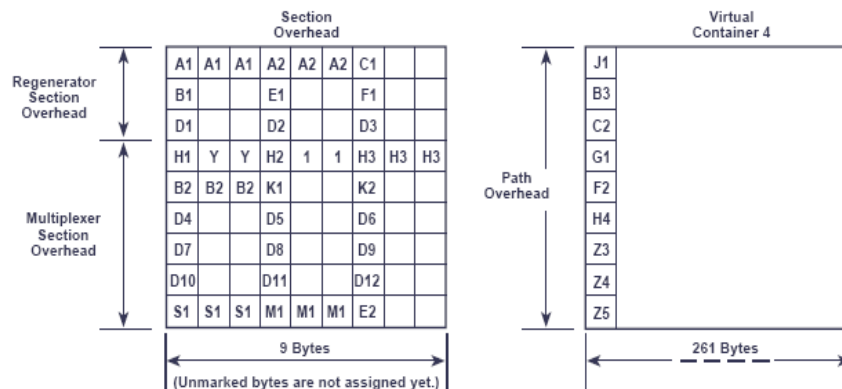 Section
Overhead
Virtual
Container 4
Regenerator
Section
Overhead
Multiplexer
Section
Overhead
A1 A1 A1 A2 A2 A2 C1
B1 E1 F1
D1 D2 D3
H1 Y Y H2 1 1 H3 H3 H3
B2 B2 B2 K1 K2
D4 D5 D6
D7 D8 D9
D10 D11 D12
S1 S1 S1 M1 M1 M1 E2
9 Bytes
(Unmarked bytes are not assigned yet.)
Path
Overhead
J1
B3
C2
G1
F2
H4
Z3
Z4
Z5
261 Bytes